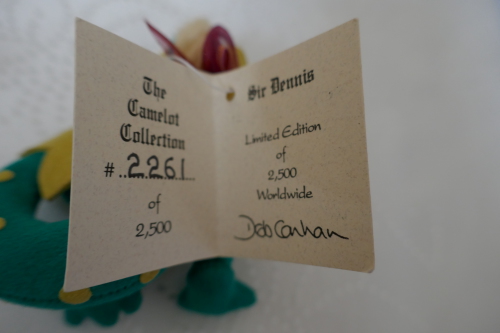 The
Camelot
Collection
#..2261....
of
2,500
Sir Dennis
Limited Edition
of
2,500
Worldwide
Deb Canham